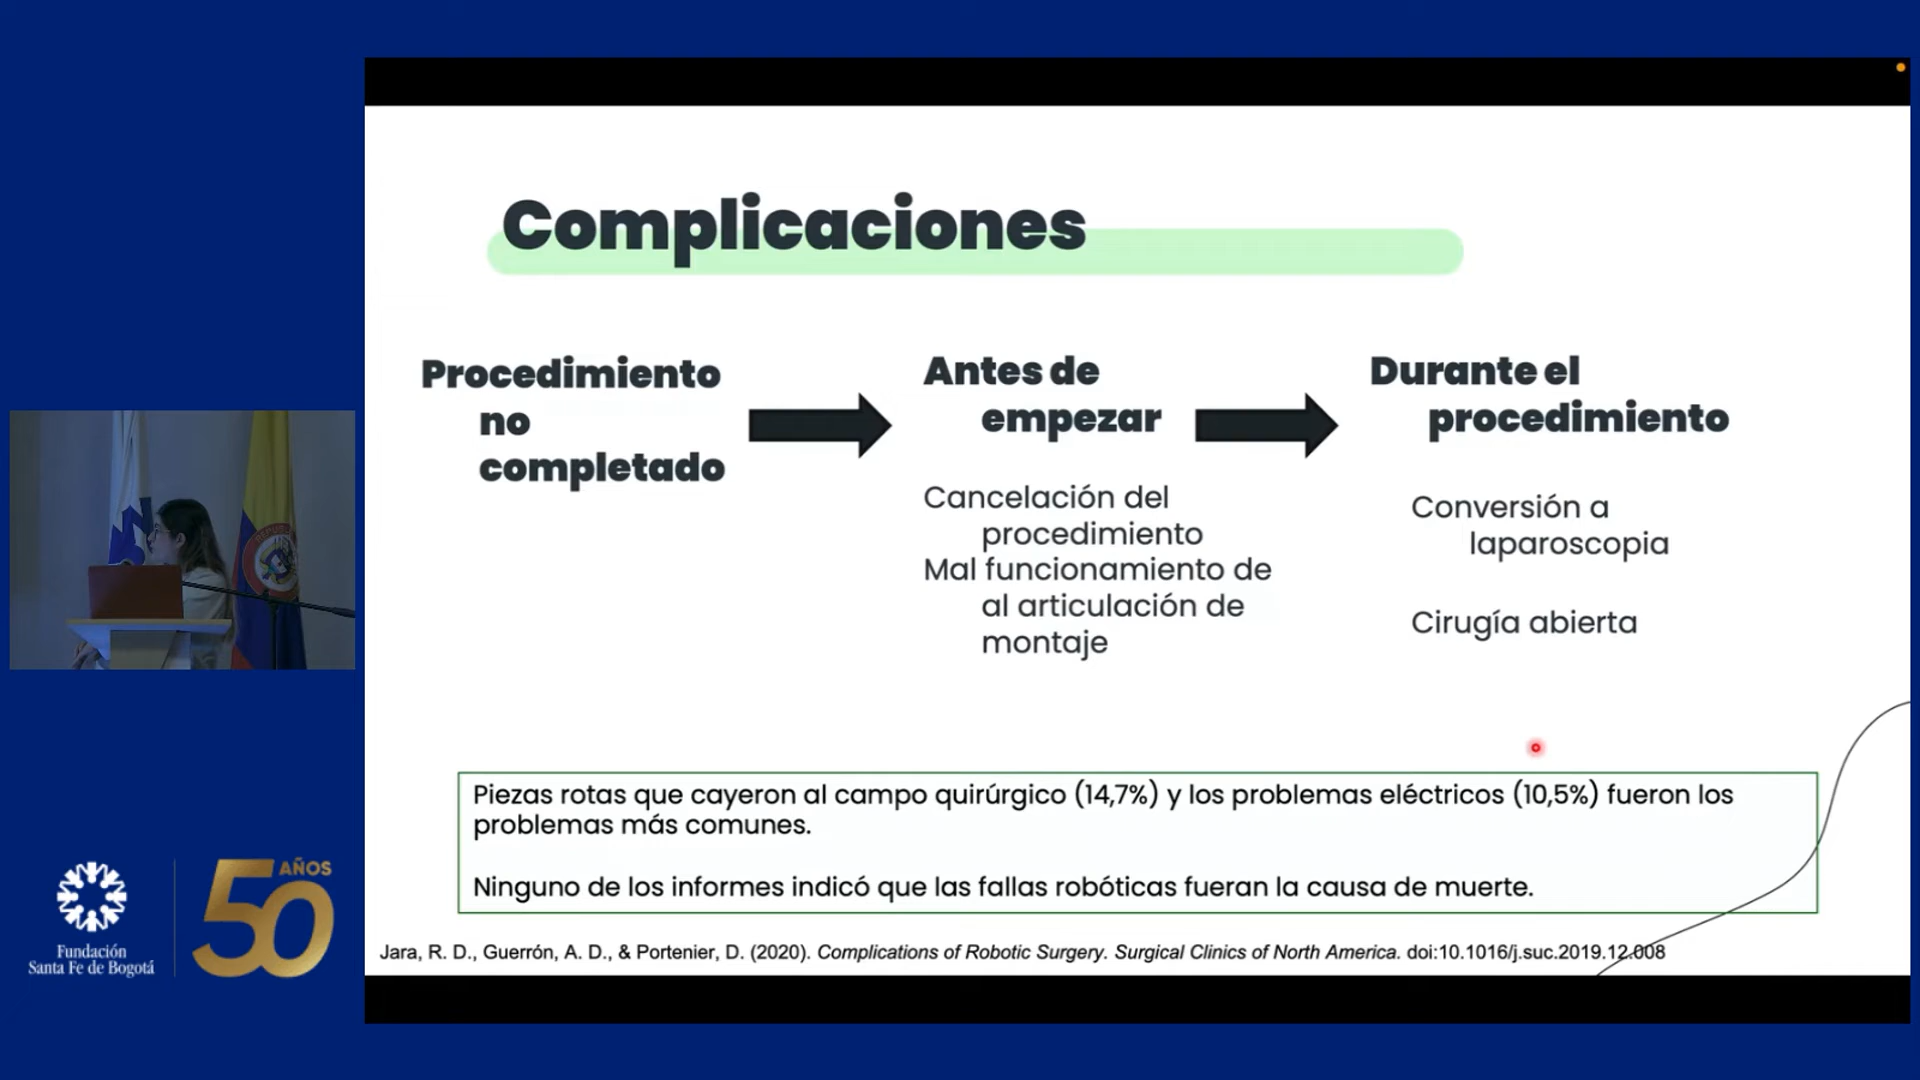 Complicaciones
Procedimiento
no
completado
Antes de
empezar
Cancelación del
procedimiento
Mal funcionamiento de
al articulación de
montaje
Durante el
procedimiento
Conversión a
laparoscopia
Cirugía abierta
Piezas rotas que cayeron al campo quirúrgico (14,7%) y los problemas eléctricos (10,5%) fueron los
problemas más comunes.
Ninguno de los informes indicó que las fallas robóticas fueran la causa de muerte.
Jara, R. D., Guerrón, A. D., & Portenier, D. (2020). Complications of Robotic Surgery. Surgical Clinics of North America. doi:10.1016/j.suc.2019.12.008
Fundación
Santa Fe de Bogotá
50 AÑOS